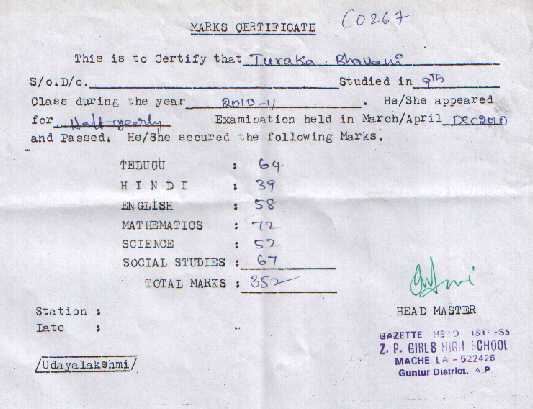 MARKS CERTIFICATE C0267
This is to Certify that Turaka Bhavani
S/o.D/c. Studied in 9th
Class during the year 2010-11. He/She appeared
for Half yearly Examination held in March/April DEC2010
and Passed. He/She secured the following Marks.
TELUGU : 64
HINDI : 39
ENGLISH : 58
MATHEMATICS : 72
SCIENCE : 52
SOCIAL STUDIES : 67
TOTAL MARKS : 352
Station :
Date :
HEAD MASTER
GAZETTE
Z. P. GIRLS HIGH SCHOOL
MACHE LA - 522426
Guntur District. A.P.
/Udayalakshmi/